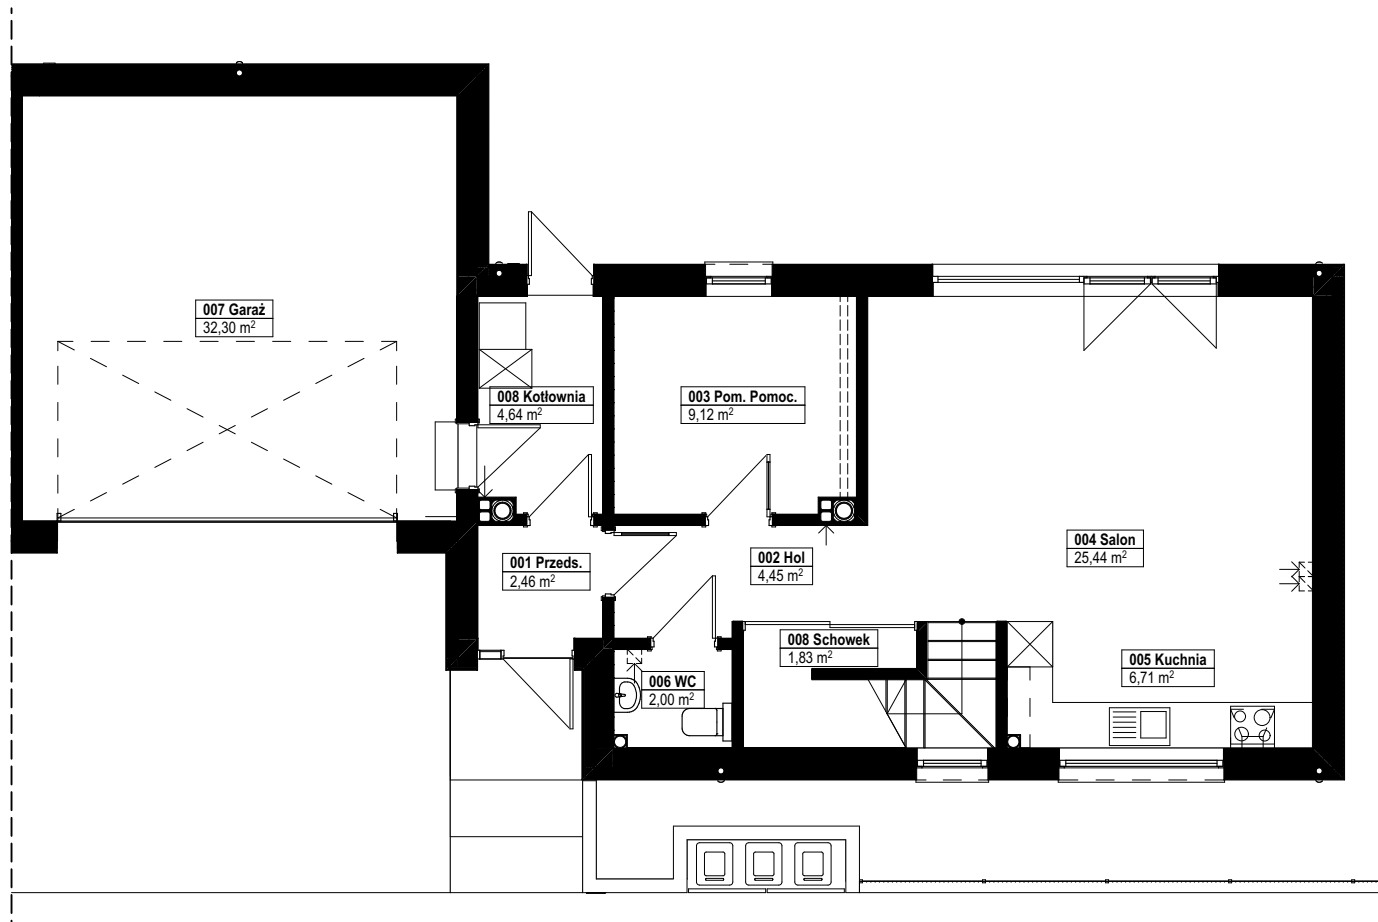 007 Garaż
32,30 m²
008 Kotłownia
4,64 m²
003 Pom. Pomoc.
9,12 m²
001 Przeds.
2,46 m²
002 Hol
4,45 m²
004 Salon
25,44 m²
008 Schowek
1,83 m²
005 Kuchnia
6,71 m²
006 WC
2,00 m²